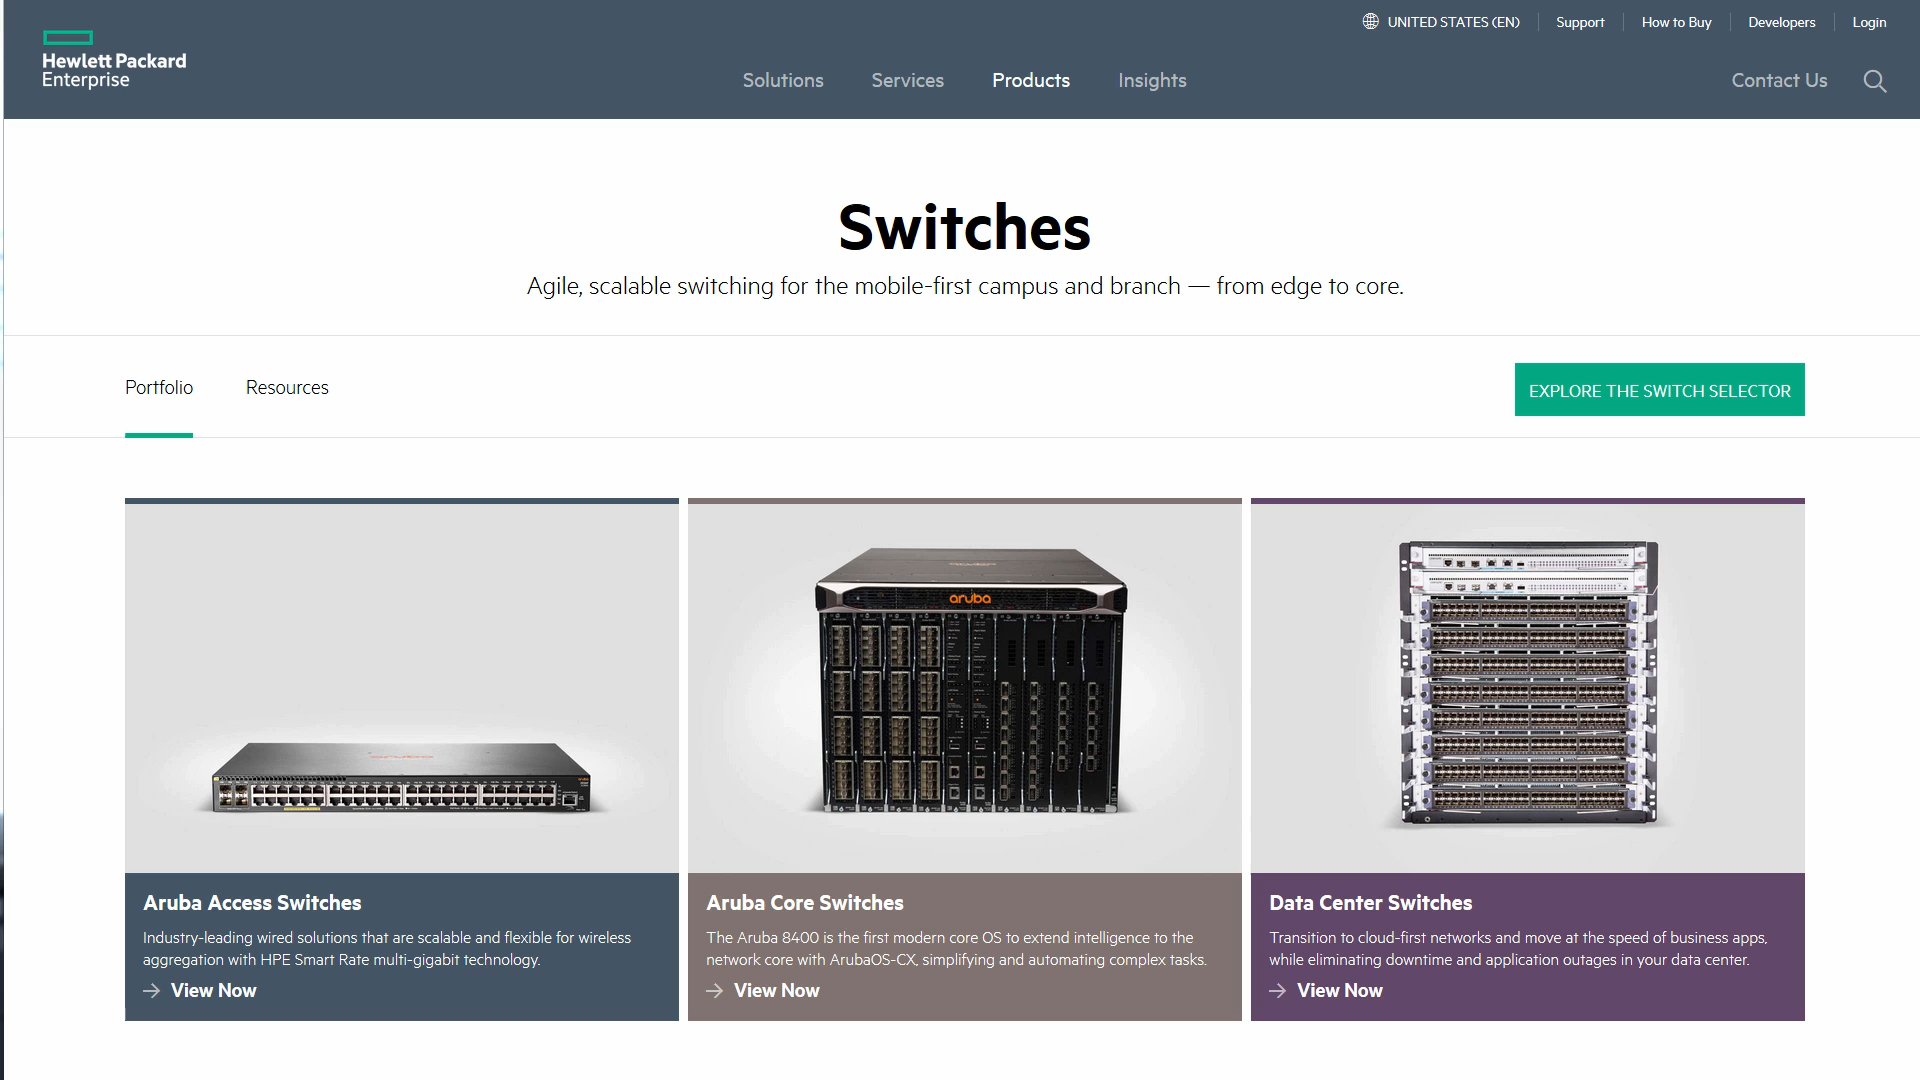 UNITED STATES (EN) Support How to Buy Developers Login
Hewlett Packard
Enterprise
Solutions Services Products Insights Contact Us
Switches
Agile, scalable switching for the mobile-first campus and branch — from edge to core.
Portfolio Resources
EXPLORE THE SWITCH SELECTOR
aruba
aruba
Aruba Access Switches
Industry-leading wired solutions that are scalable and flexible for wireless
aggregation with HPE Smart Rate multi-gigabit technology.
View Now
Aruba Core Switches
The Aruba 8400 is the first modern core OS to extend intelligence to the
network core with ArubaOS-CX, simplifying and automating complex tasks.
View Now
Data Center Switches
Transition to cloud-first networks and move at the speed of business apps,
while eliminating downtime and application outages in your data center.
View Now